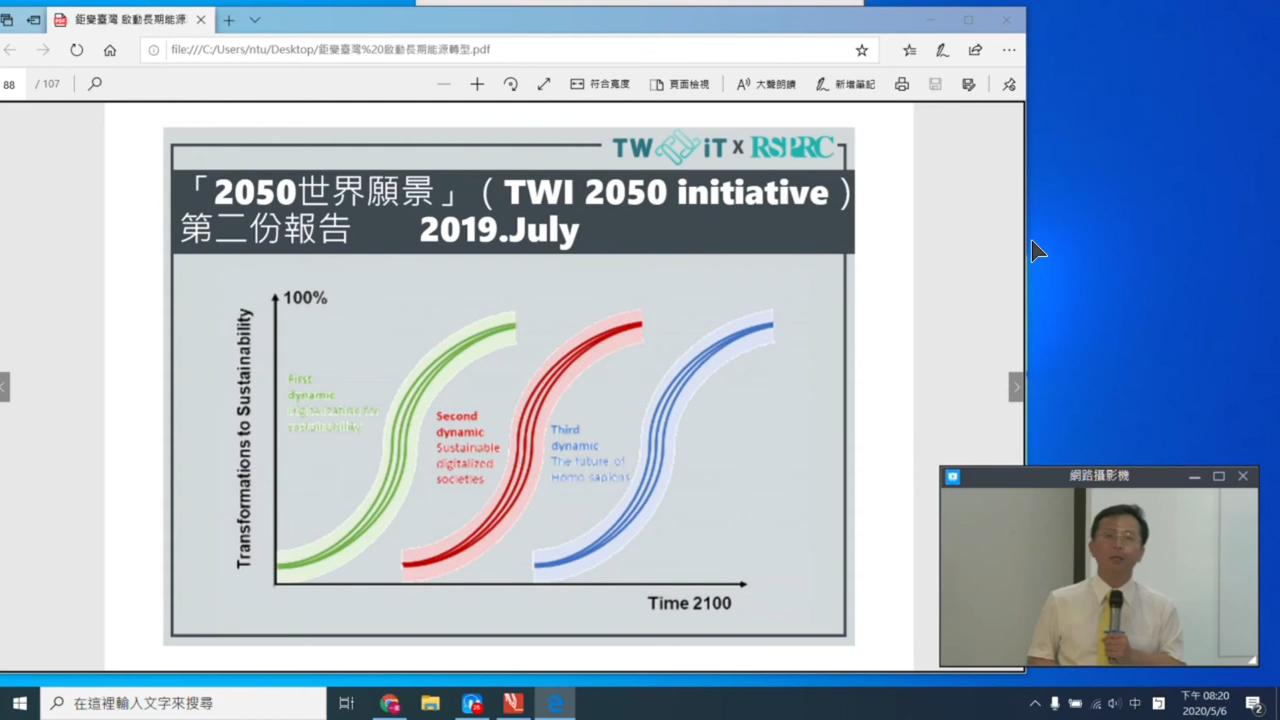 鉅變臺灣 啟動長期能源
file:///C:/Users/ntu/Desktop/鉅變臺灣%20啟動長期能源轉型.pdf
88 / 107
符合寬度
頁面檢視
大聲朗讀
新增筆記
TW iT X RSPRC
「2050世界願景」（TWI 2050 initiative）
第二份報告 2019.July
100%
Transformations to Sustainability
First
dynamic
Digitalization for
sustainability
Second
dynamic
Sustainable
digitalized
societies
Third
dynamic
The future of
Homo sapiens
Time 2100
網路攝影機
在這裡輸入文字來搜尋
中
下午 08:20
2020/5/6
2